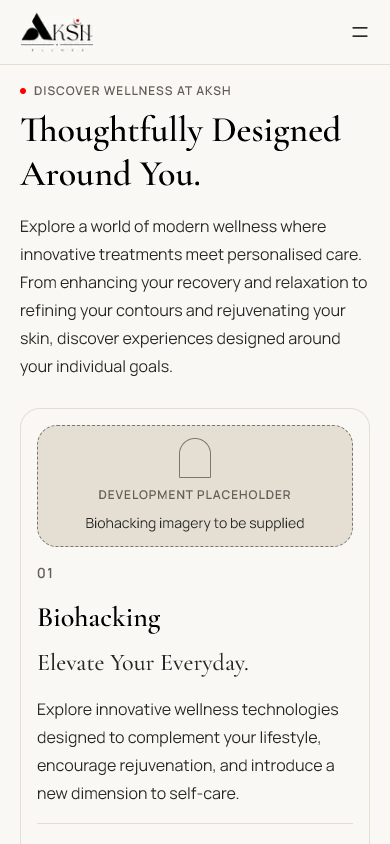 AKSH
DISCOVER WELLNESS AT AKSH
Thoughtfully Designed
Around You.
Explore a world of modern wellness where
innovative treatments meet personalised care.
From enhancing your recovery and relaxation to
refining your contours and rejuvenating your
skin, discover experiences designed around
your individual goals.
DEVELOPMENT PLACEHOLDER
Biohacking imagery to be supplied
01
Biohacking
Elevate Your Everyday.
Explore innovative wellness technologies
designed to complement your lifestyle,
encourage rejuvenation, and introduce a
new dimension to self-care.